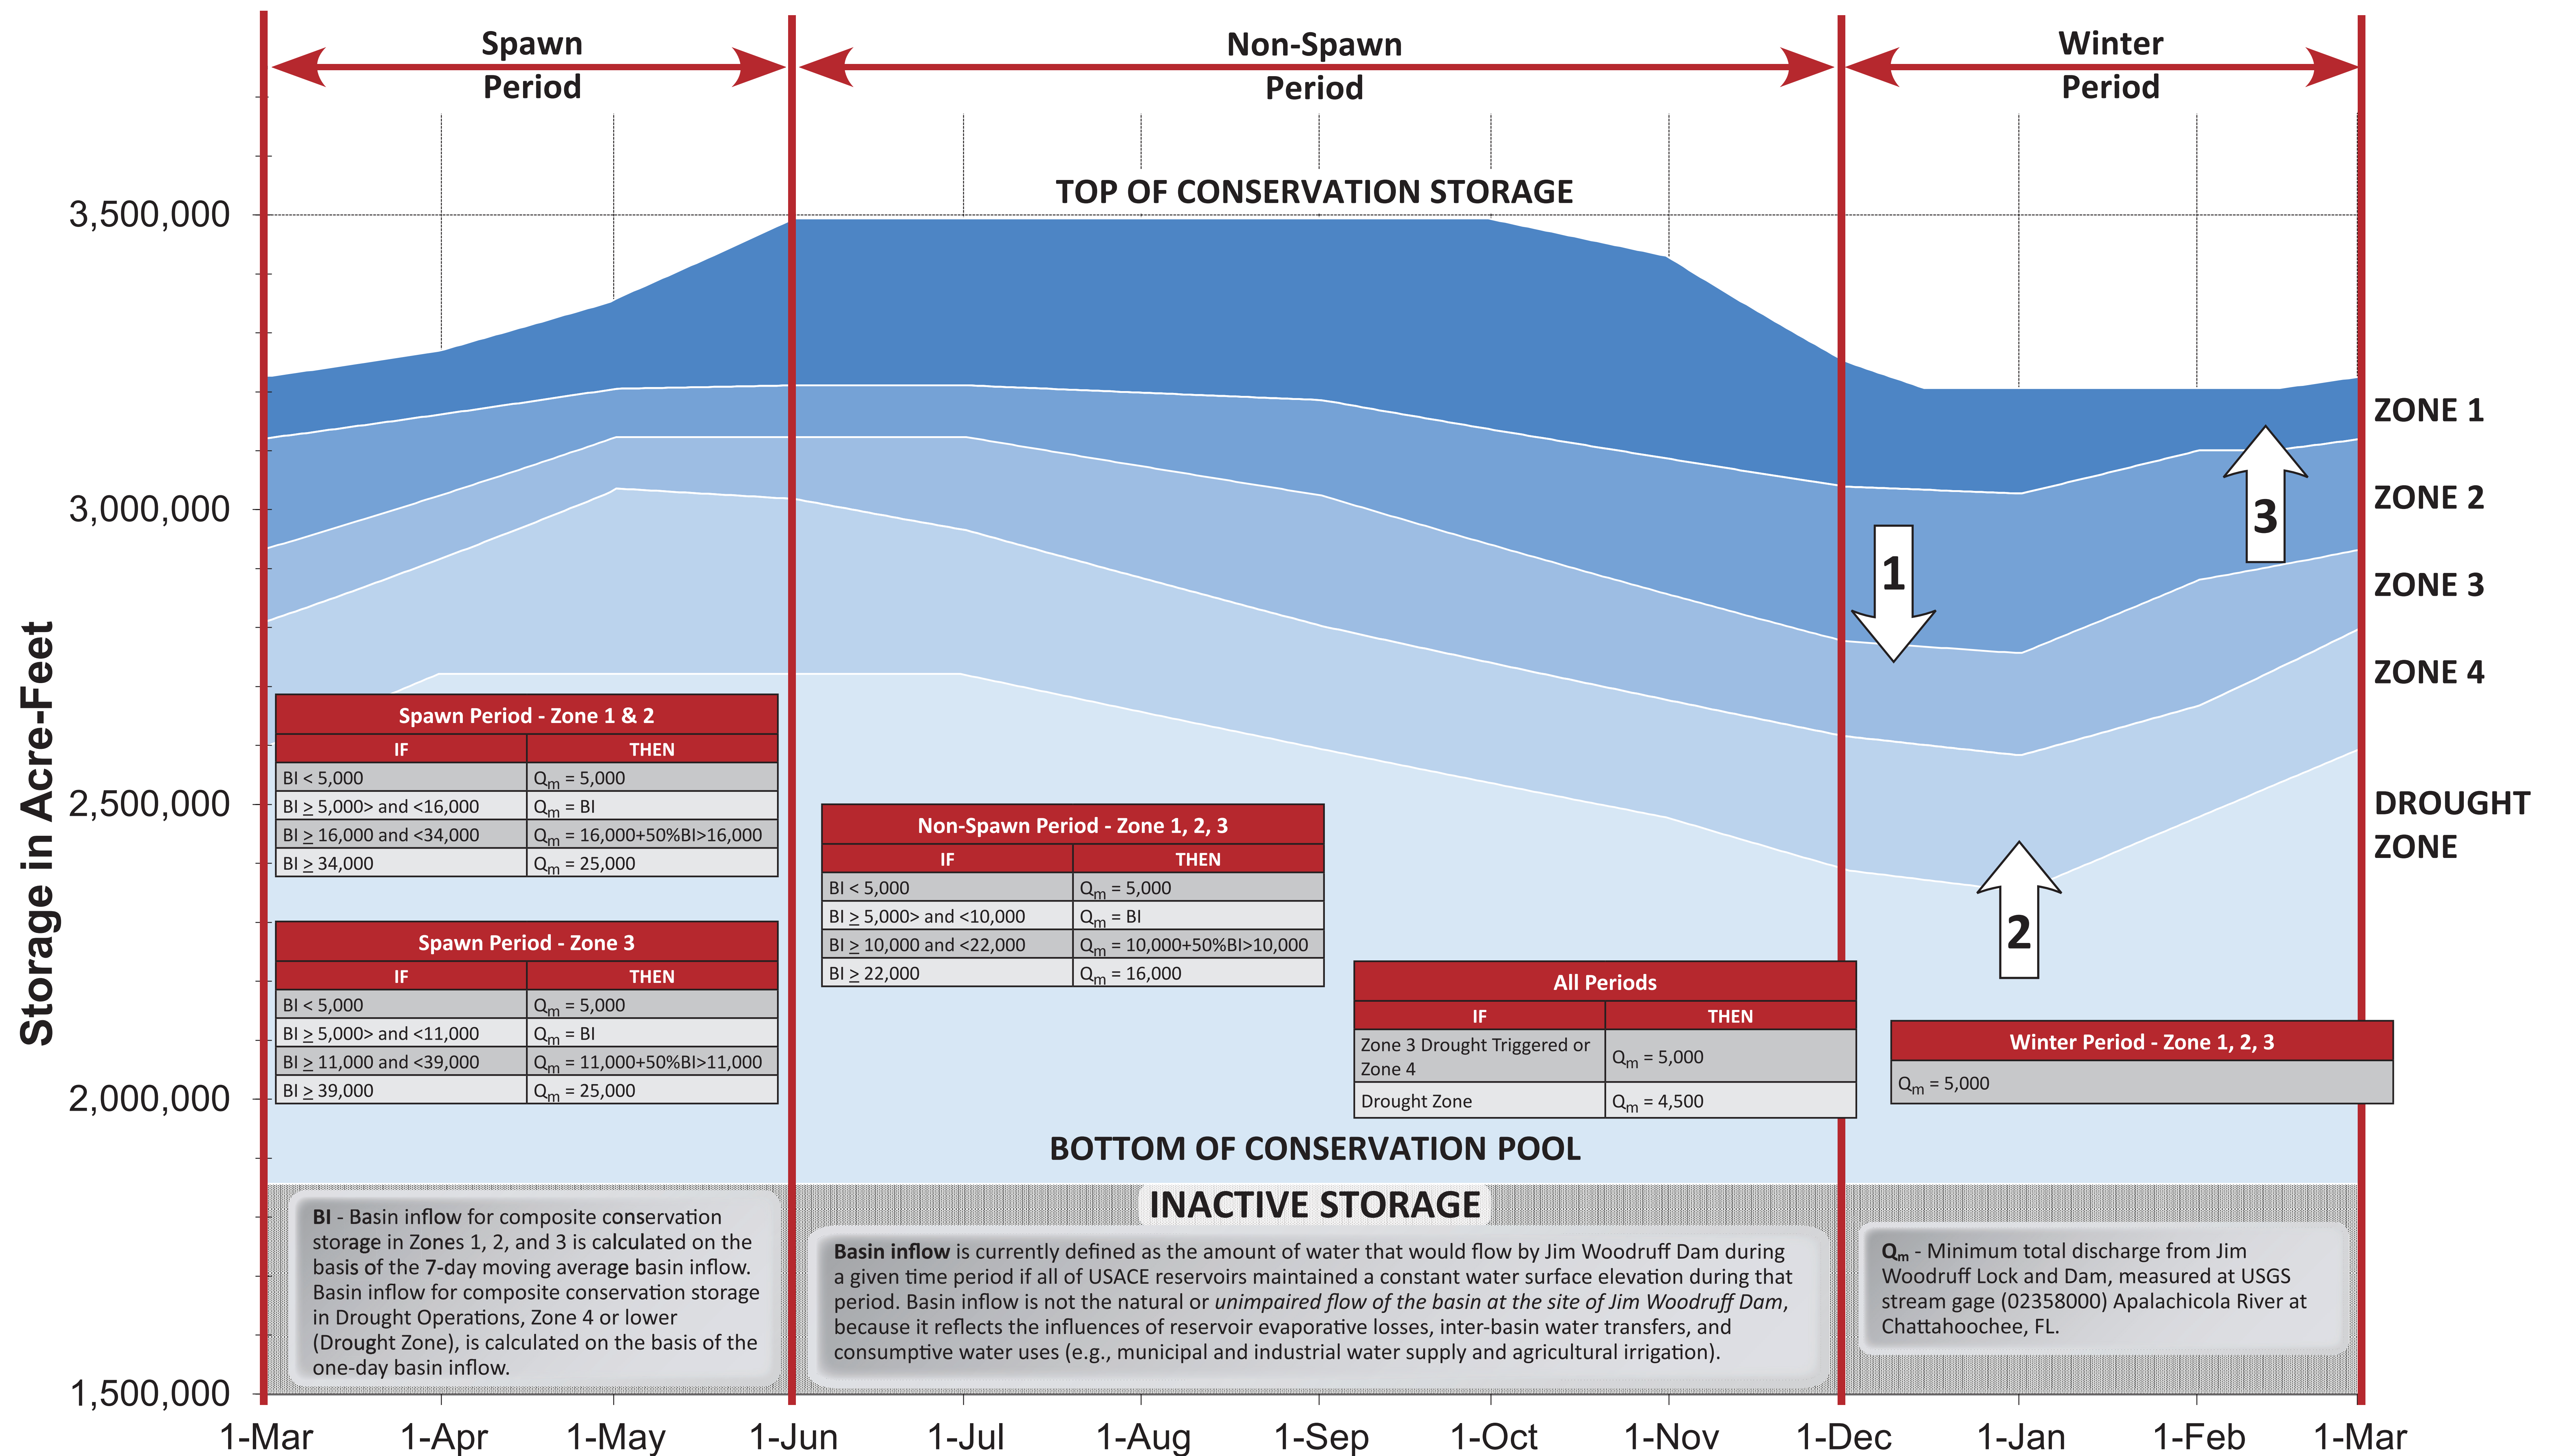 Spawn
Period
Non-Spawn
Period
Winter
Period
TOP OF CONSERVATION STORAGE
Storage in Acre-Feet
3,500,000
3,000,000
2,500,000
2,000,000
1,500,000
ZONE 1
ZONE 2
ZONE 3
ZONE 4
DROUGHT
ZONE
1
2
3
Spawn Period - Zone 1 & 2
IF THEN
BI < 5,000 Qm = 5,000
BI ≥ 5,000> and <16,000 Qm = BI
BI ≥ 16,000 and <34,000 Qm = 16,000+50%BI>16,000
BI ≥ 34,000 Qm = 25,000
Spawn Period - Zone 3
IF THEN
BI < 5,000 Qm = 5,000
BI ≥ 5,000> and <11,000 Qm = BI
BI ≥ 11,000 and <39,000 Qm = 11,000+50%BI>11,000
BI ≥ 39,000 Qm = 25,000
Non-Spawn Period - Zone 1, 2, 3
IF THEN
BI < 5,000 Qm = 5,000
BI ≥ 5,000> and <10,000 Qm = BI
BI ≥ 10,000 and <22,000 Qm = 10,000+50%BI>10,000
BI ≥ 22,000 Qm = 16,000
All Periods
IF THEN
Zone 3 Drought Triggered or
Zone 4 Qm = 5,000
Drought Zone Qm = 4,500
Winter Period - Zone 1, 2, 3
Qm = 5,000
BOTTOM OF CONSERVATION POOL
INACTIVE STORAGE
BI - Basin inflow for composite conservation
storage in Zones 1, 2, and 3 is calculated on the
basis of the 7-day moving average basin inflow.
Basin inflow for composite conservation storage
in Drought Operations, Zone 4 or lower
(Drought Zone), is calculated on the basis of the
one-day basin inflow.
Basin inflow is currently defined as the amount of water that would flow by Jim Woodruff Dam during
a given time period if all of USACE reservoirs maintained a constant water surface elevation during that
period. Basin inflow is not the natural or unimpaired flow of the basin at the site of Jim Woodruff Dam,
because it reflects the influences of reservoir evaporative losses, inter-basin water transfers, and
consumptive water uses (e.g., municipal and industrial water supply and agricultural irrigation).
Qm - Minimum total discharge from Jim
Woodruff Lock and Dam, measured at USGS
stream gage (02358000) Apalachicola River at
Chattahoochee, FL.
1-Mar 1-Apr 1-May 1-Jun 1-Jul 1-Aug 1-Sep 1-Oct 1-Nov 1-Dec 1-Jan 1-Feb 1-Mar